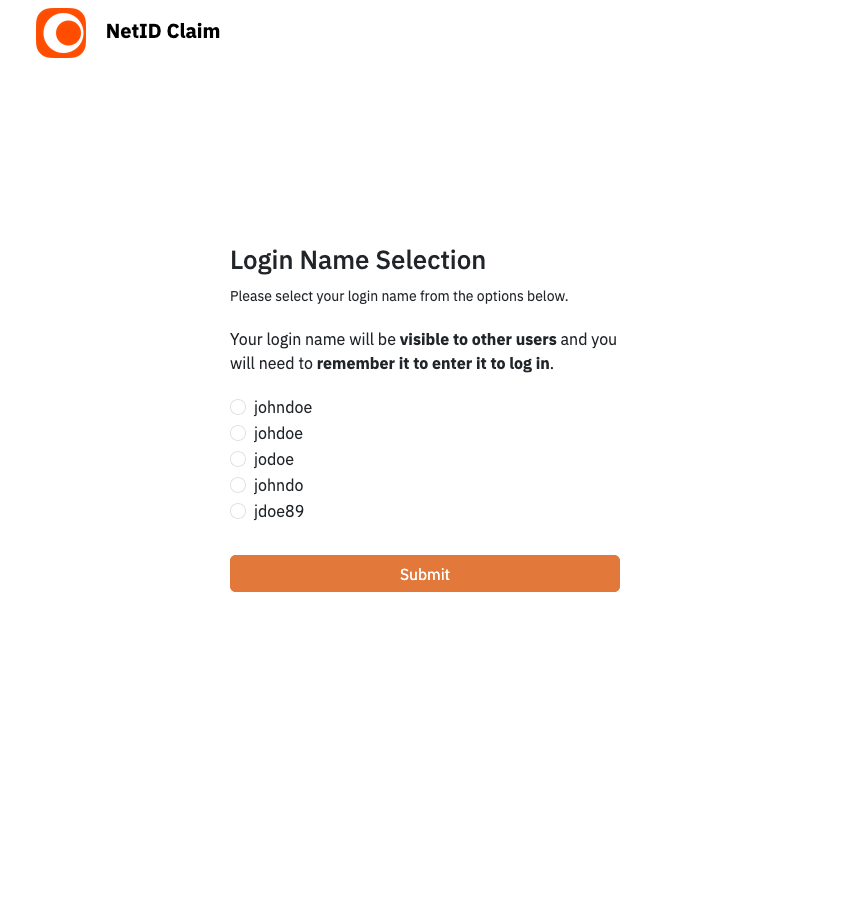 NetID Claim
Login Name Selection
Please select your login name from the options below.
Your login name will be visible to other users and you
will need to remember it to enter it to log in.
johndoe
johdoe
jodoe
johndo
jdoe89
Submit